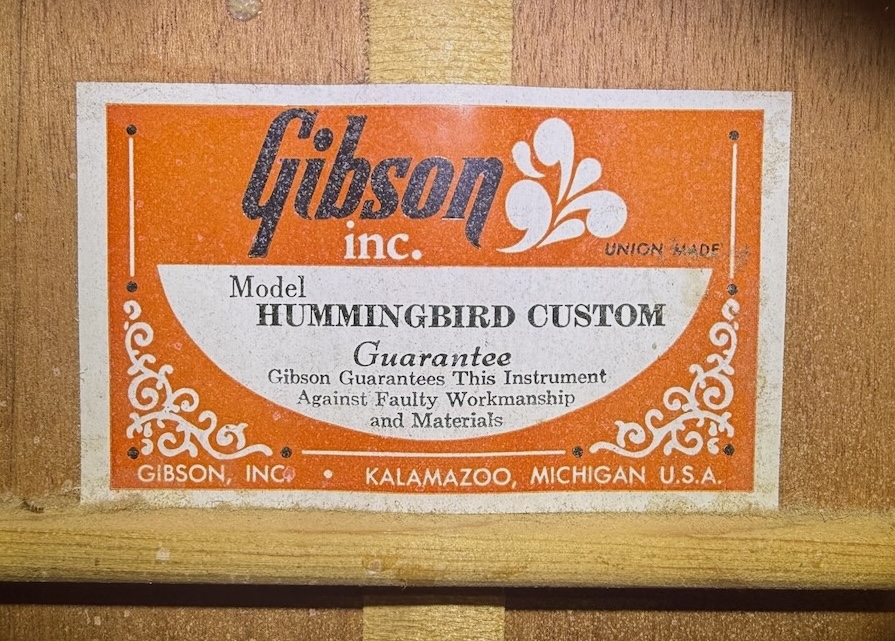 Gibson
inc.
UNION MADE
Model
HUMMINGBIRD CUSTOM
Guarantee
Gibson Guarantees This Instrument
Against Faulty Workmanship
and Materials
GIBSON, INC. • KALAMAZOO, MICHIGAN U.S.A.